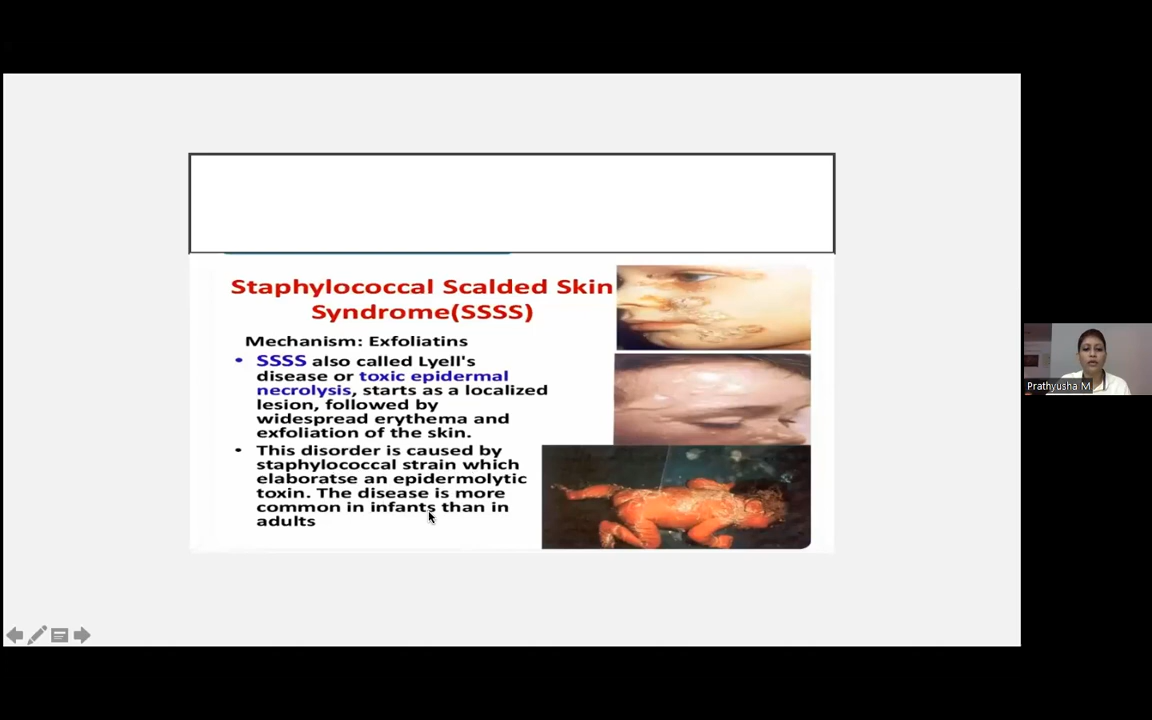 Staphylococcal Scalded Skin
Syndrome(SSSS)
Mechanism: Exfoliatins
• SSSS also called Lyell's
disease or toxic epidermal
necrolysis, starts as a localized
lesion, followed by
widespread erythema and
exfoliation of the skin.
• This disorder is caused by
staphylococcal strain which
elaboratse an epidermolytic
toxin. The disease is more
common in infants than in
adults
Prathyusha M